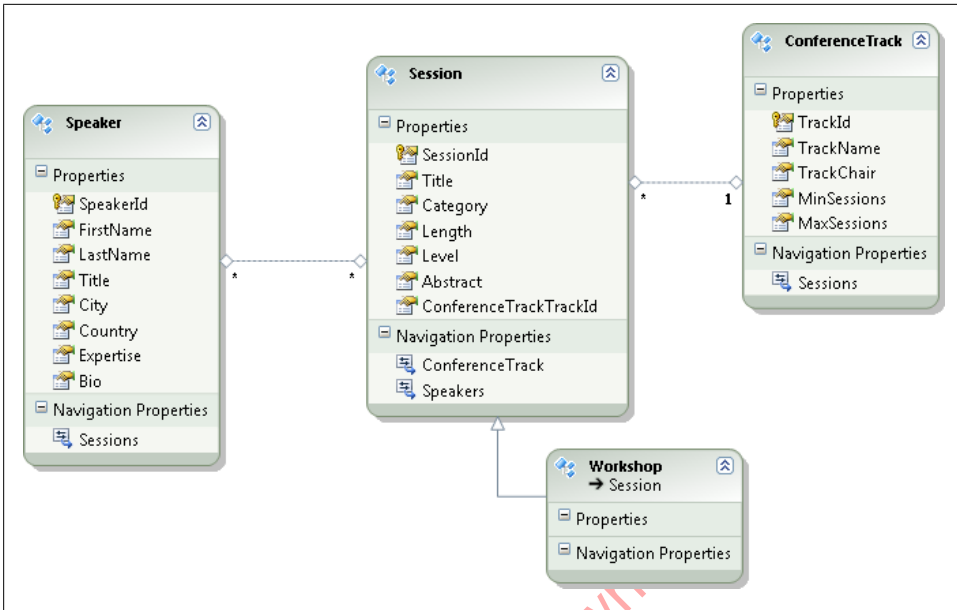 Speaker
Properties
SpeakerId
FirstName
LastName
Title
City
Country
Expertise
Bio
Navigation Properties
Sessions
*
*
Session
Properties
SessionId
Title
Category
Length
Level
Abstract
ConferenceTrackTrackId
Navigation Properties
ConferenceTrack
Speakers
*
1
ConferenceTrack
Properties
TrackId
TrackName
TrackChair
MinSessions
MaxSessions
Navigation Properties
Sessions
Workshop
→ Session
Properties
Navigation Properties